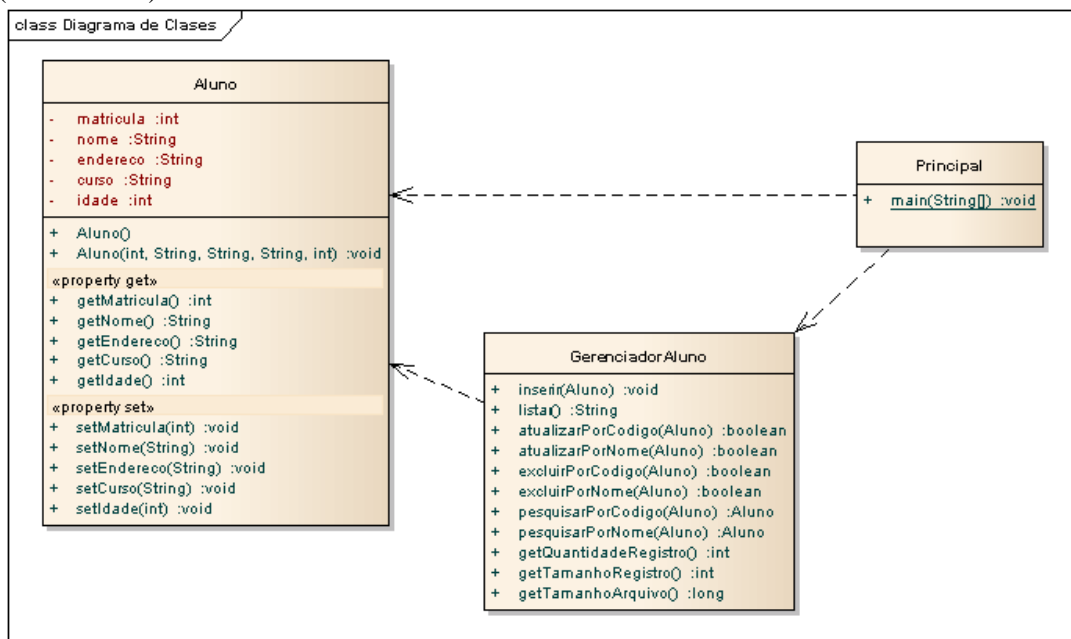 class Diagrama de Clases
Aluno
- matricula :int
- nome :String
- endereco :String
- curso :String
- idade :int
+ Aluno()
+ Aluno(int, String, String, String, int) :void
«property get»
+ getMatricula() :int
+ getNome() :String
+ getEndereco() :String
+ getCurso() :String
+ getIdade() :int
«property set»
+ setMatricula(int) :void
+ setNome(String) :void
+ setEndereco(String) :void
+ setCurso(String) :void
+ setIdade(int) :void
Principal
+ main(String[]) :void
GerenciadorAluno
+ inserir(Aluno) :void
+ listar() :String
+ atualizarPorCodigo(Aluno) :boolean
+ atualizarPorNome(Aluno) :boolean
+ excluirPorCodigo(Aluno) :boolean
+ excluirPorNome(Aluno) :boolean
+ pesquisarPorCodigo(Aluno) :Aluno
+ pesquisarPorNome(Aluno) :Aluno
+ getQuantidadeRegistro() :int
+ getTamanhoRegistro() :int
+ getTamanhoArquivo() :long